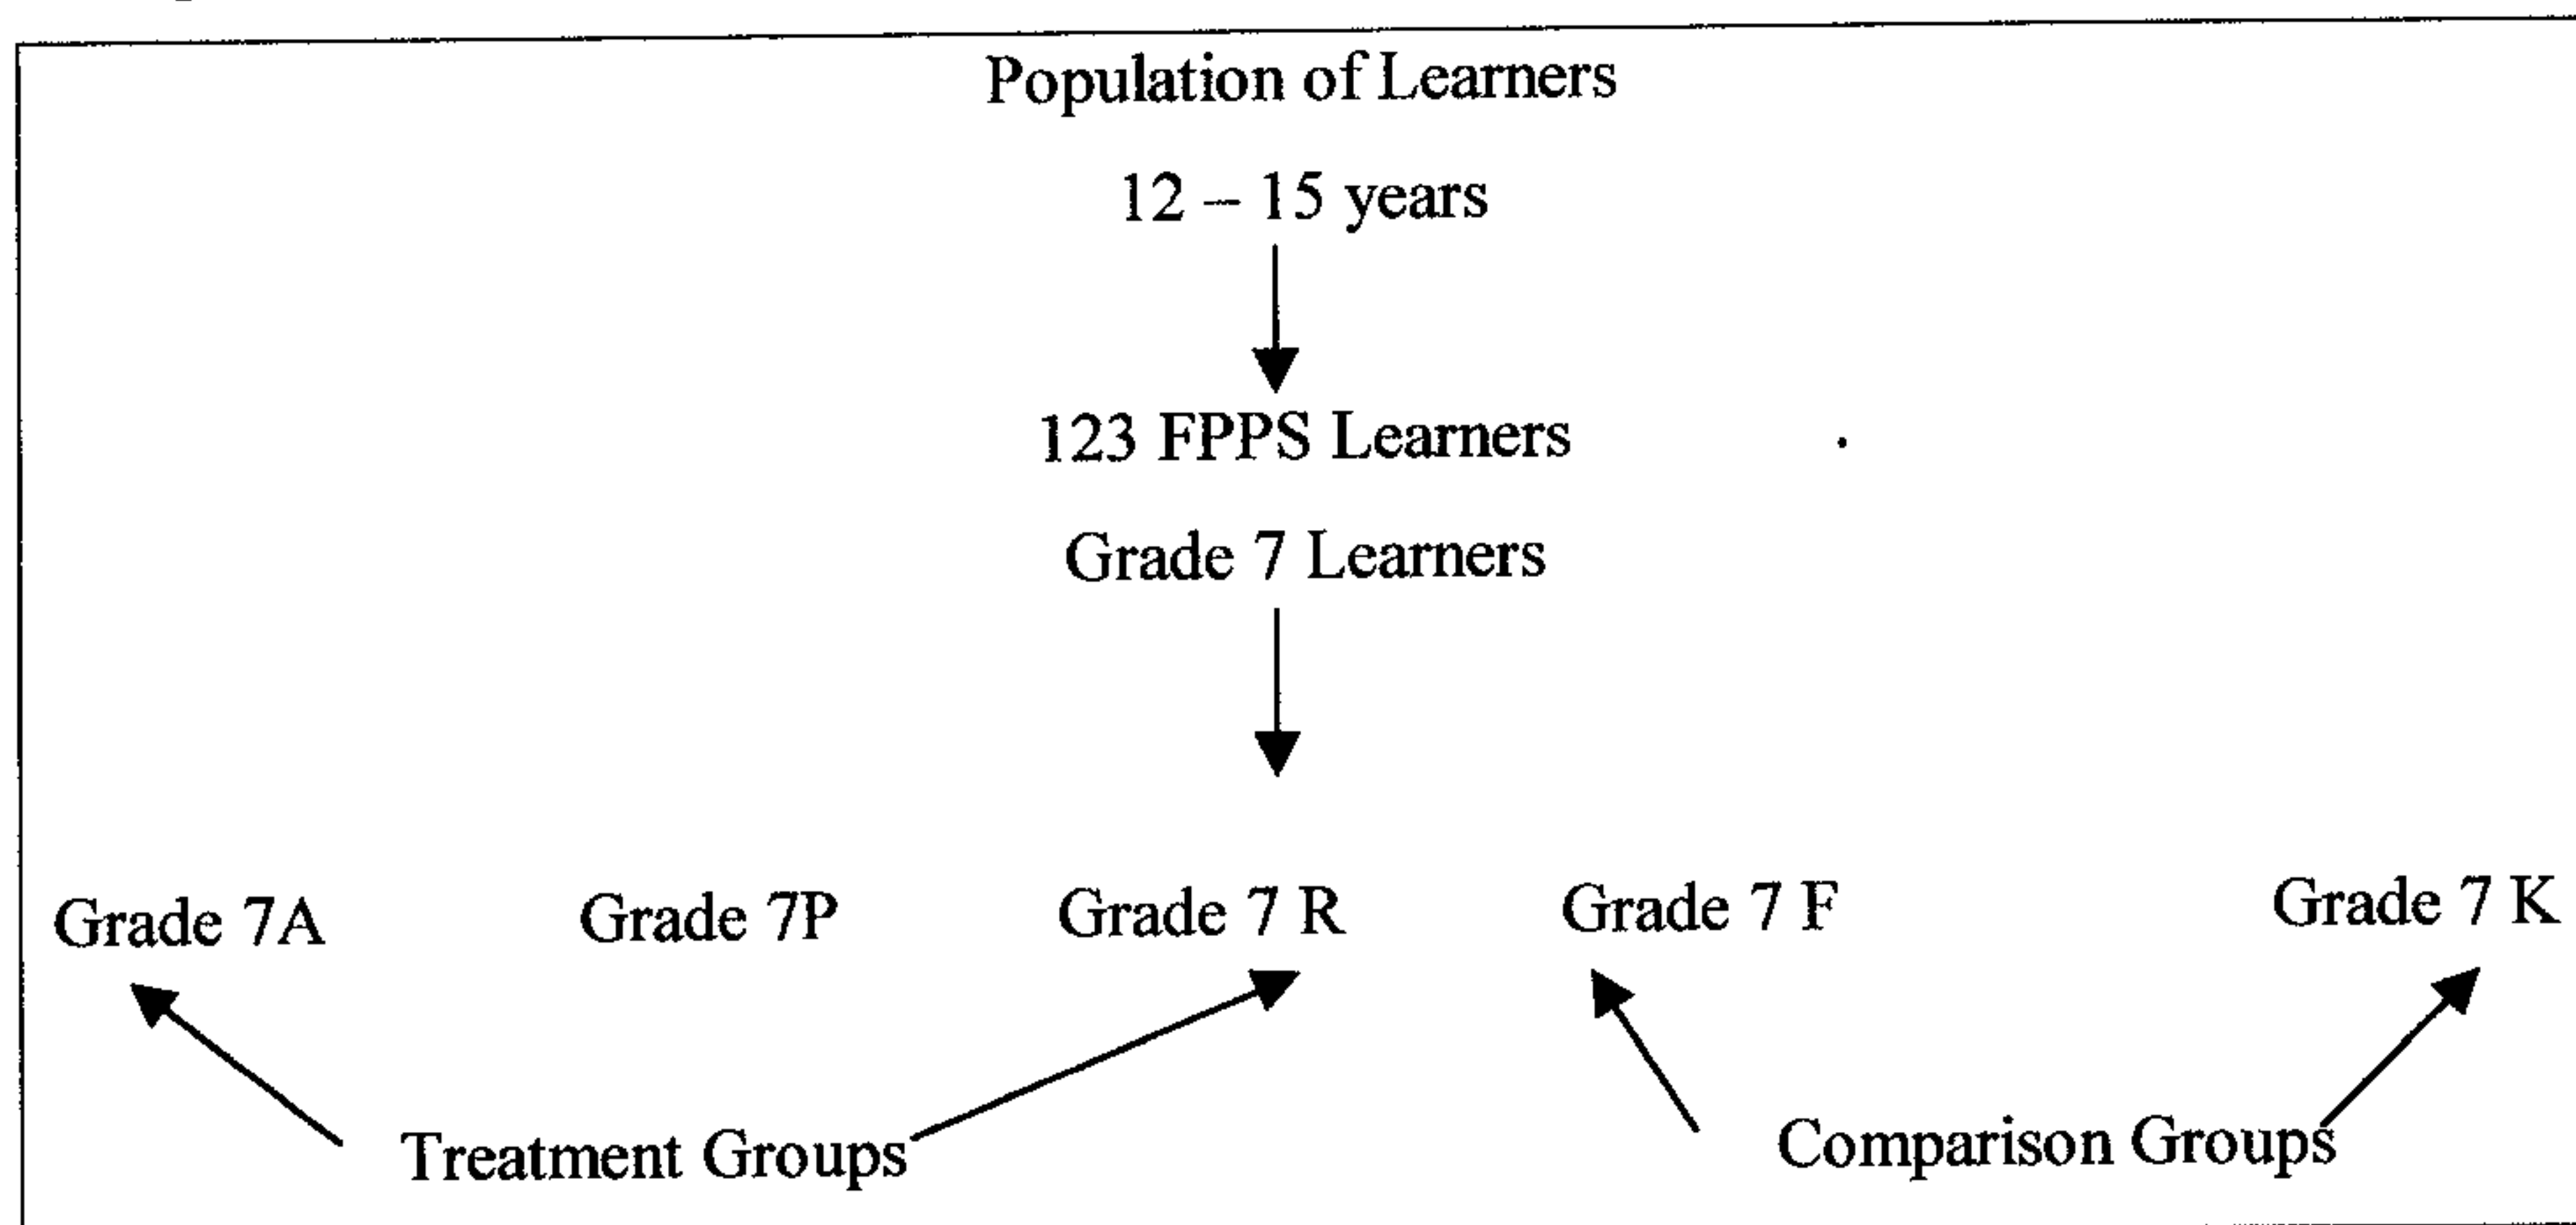 Population of Learners
12 – 15 years
123 FPPS Learners
Grade 7 Learners
Grade 7A Grade 7P Grade 7 R Grade 7 F Grade 7 K
Treatment Groups Comparison Groups